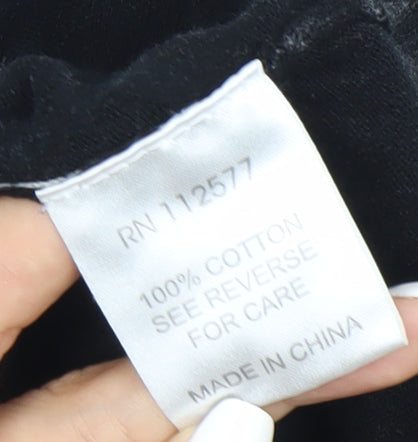 RN 112577
100% COTTON
SEE REVERSE
FOR CARE
MADE IN CHINA